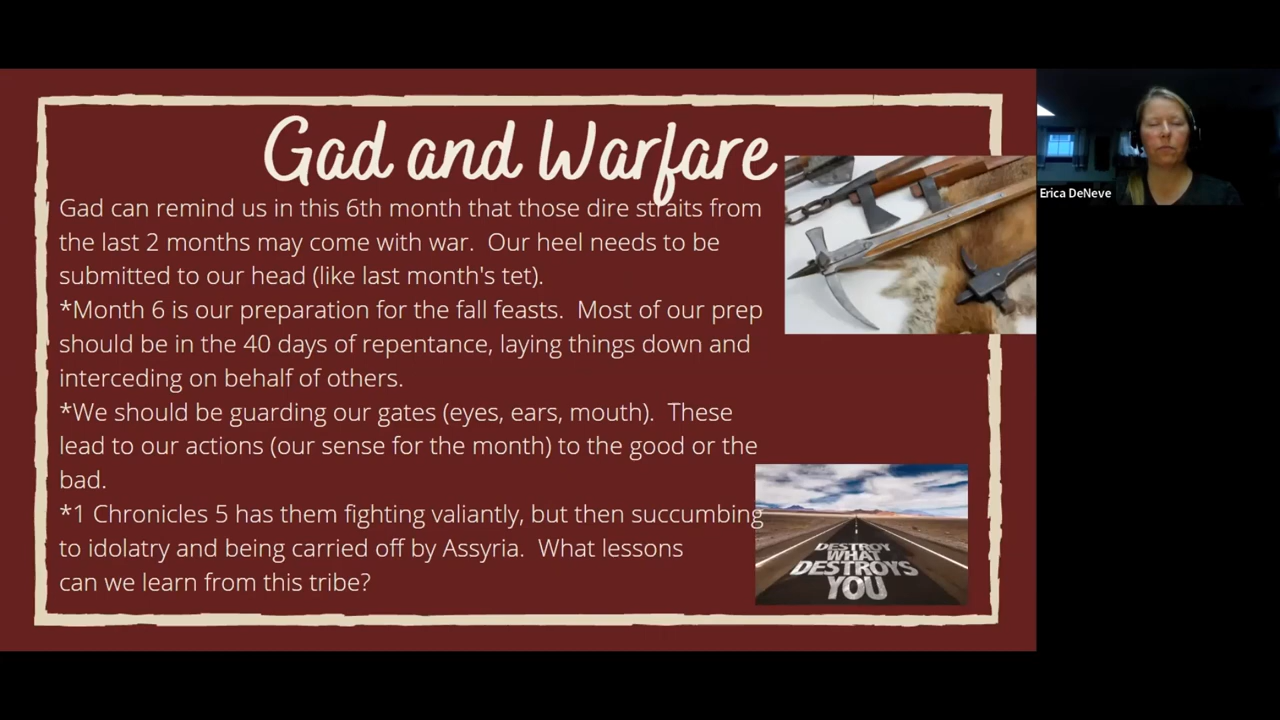 Gad and Warfare
Gad can remind us in this 6th month that those dire straits from
the last 2 months may come with war.  Our heel needs to be
submitted to our head (like last month's tet).
*Month 6 is our preparation for the fall feasts.  Most of our prep
should be in the 40 days of repentance, laying things down and
interceding on behalf of others.
*We should be guarding our gates (eyes, ears, mouth).  These
lead to our actions (our sense for the month) to the good or the
bad.
*1 Chronicles 5 has them fighting valiantly, but then succumbing
to idolatry and being carried off by Assyria.  What lessons
can we learn from this tribe?
DESTROY
WHAT
DESTROYS
YOU
Erica DeNeve